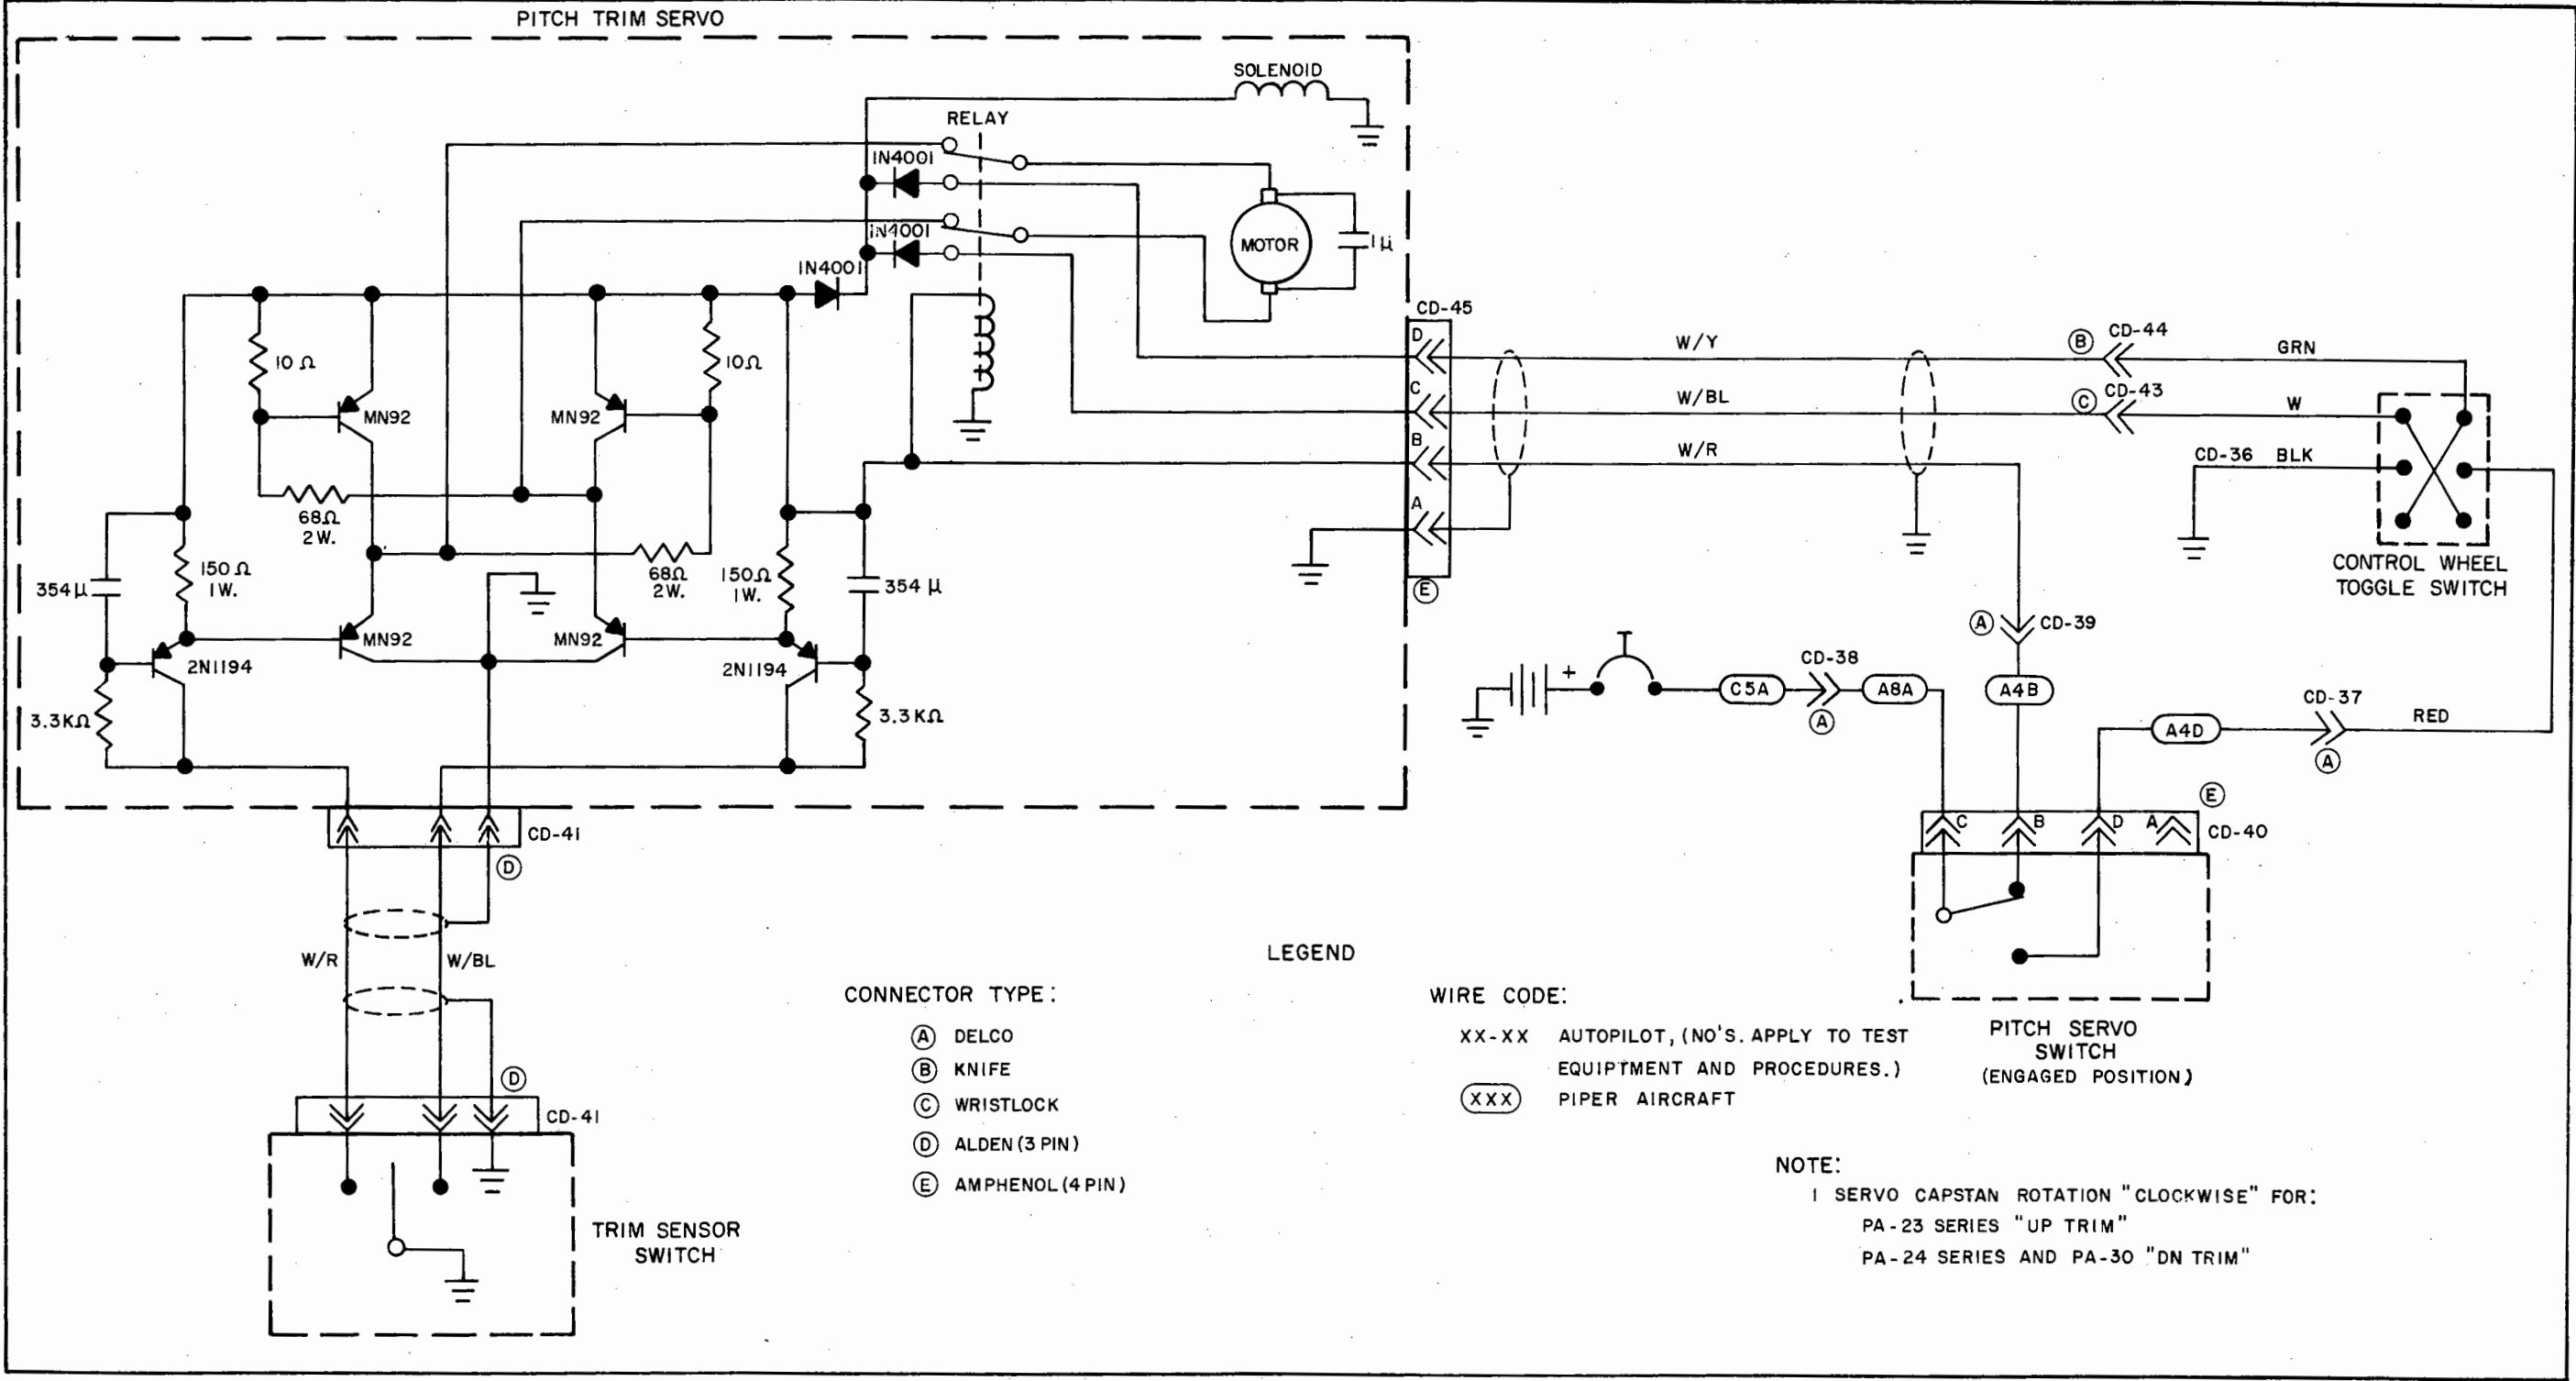 PITCH TRIM SERVO
SOLENOID
RELAY
1N4001
1N4001
1N4001
MOTOR
1µ
10Ω
10Ω
MN92
MN92
68Ω
2W.
68Ω
2W.
354µ
150Ω
1W.
150Ω
1W.
354µ
MN92
MN92
2N1194
2N1194
3.3KΩ
3.3KΩ
CD-45
D
C
B
A
E
W/Y
W/BL
W/R
B CD-44
C CD-43
GRN
W
CD-36 BLK
CONTROL WHEEL
TOGGLE SWITCH
A CD-39
+
C5A
CD-38
A
A8A
A4B
A4D
CD-37
A
RED
E
C
B
D
A
CD-40
PITCH SERVO
SWITCH
(ENGAGED POSITION)
CD-41
D
W/R
W/BL
D
CD-41
TRIM SENSOR
SWITCH
LEGEND
CONNECTOR TYPE:
A DELCO
B KNIFE
C WRISTLOCK
D ALDEN (3 PIN)
E AMPHENOL (4 PIN)
WIRE CODE:
XX-XX AUTOPILOT, (NO'S. APPLY TO TEST
EQUIPTMENT AND PROCEDURES.)
XXX PIPER AIRCRAFT
NOTE:
1 SERVO CAPSTAN ROTATION "CLOCKWISE" FOR:
PA-23 SERIES "UP TRIM"
PA-24 SERIES AND PA-30 "DN TRIM"